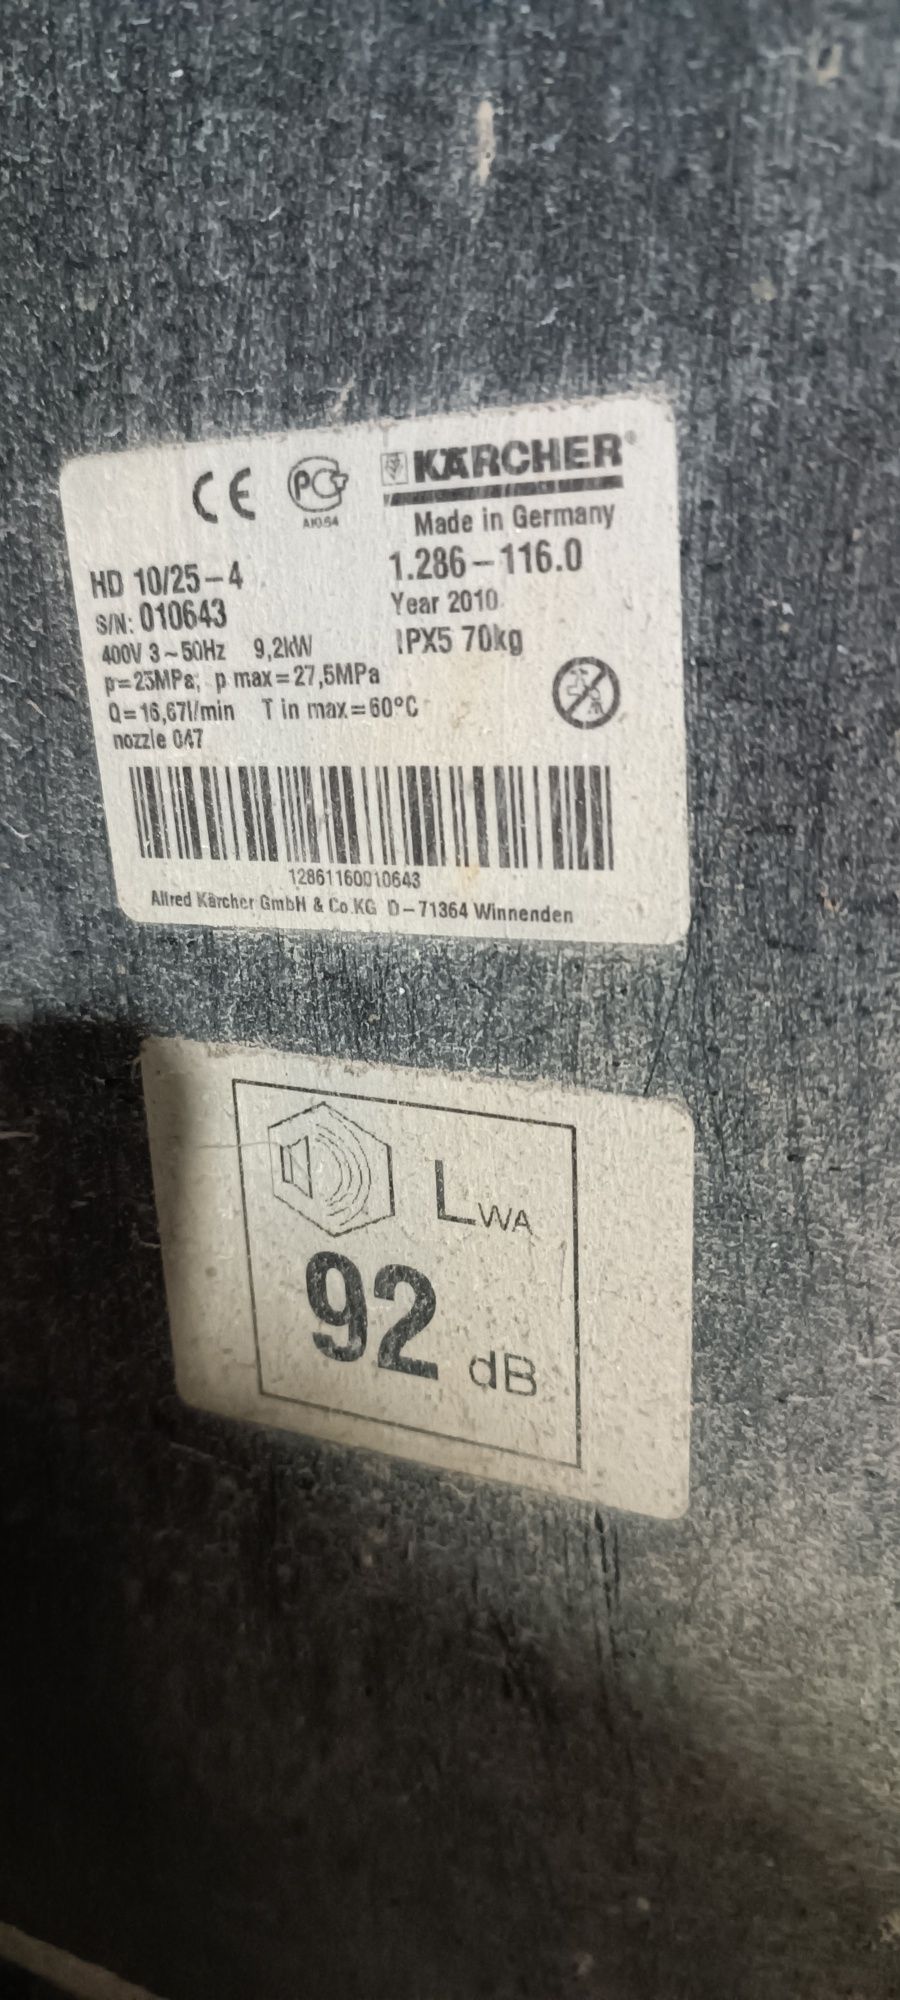 CE PG KÄRCHER®
AЮ54
Made in Germany
HD 10/25-4 1.286-116.0
S/N: 010643 Year 2010
400V 3~50Hz 9,2kW IPX5 70kg
p=25MPa; p max=27,5MPa
Q=16,67l/min T in max=60°C
nozzle 047
12861160010643
Alfred Kärcher GmbH & Co.KG D-71364 Winnenden
LWA
92 dB